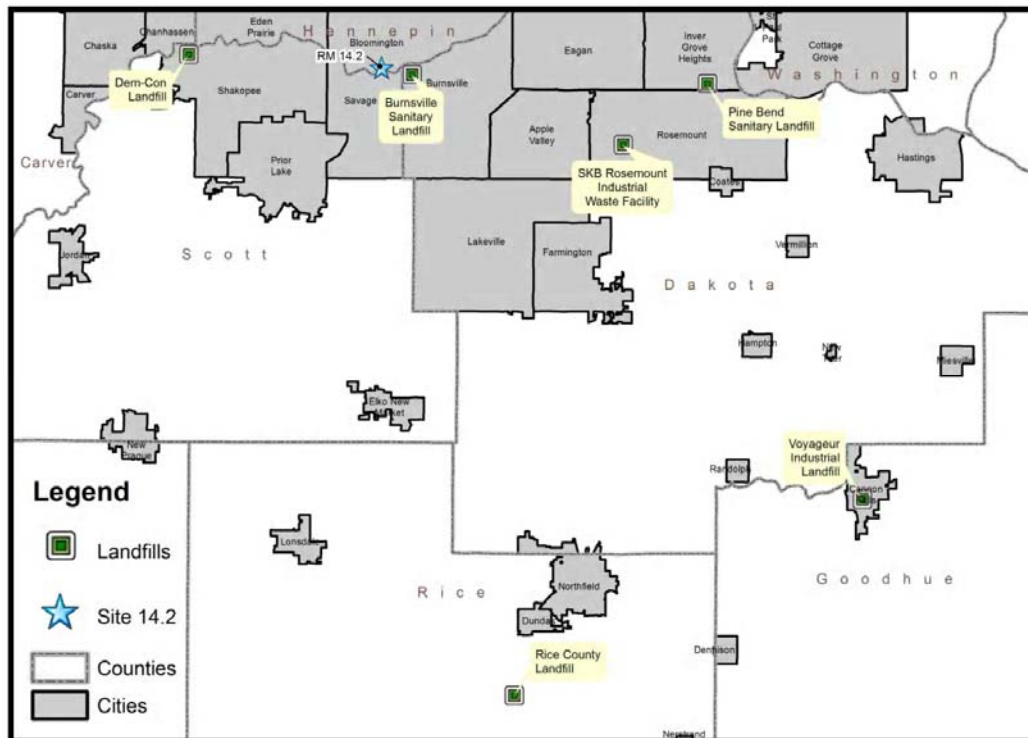 Chanhassen
Eden
Prairie
Hennepin
Bloomington
RM 14.2
Chaska
Dem-Con
Landfill
Carver
Shakopee
Savage
Burnsville
Burnsville
Sanitary
Landfill
Eagan
Inver
Grove
Heights
St
Park
Cottage
Grove
Washington
Pine Bend
Sanitary Landfill
Apple
Valley
Rosemount
SKB Rosemount
Industrial
Waste Facility
Hastings
Coates
Carver
Prior
Lake
Jordan
Scott
Lakeville
Farmington
Vermillion
Dakota
Hampton
New
Miesville
Elko New
Market
New
Prague
Voyageur
Industrial
Landfill
Randolph
Cannon
Lonsdale
Rice
Northfield
Dundas
Goodhue
Dennison
Rice County
Landfill
Nerstrand
Legend
Landfills
Site 14.2
Counties
Cities